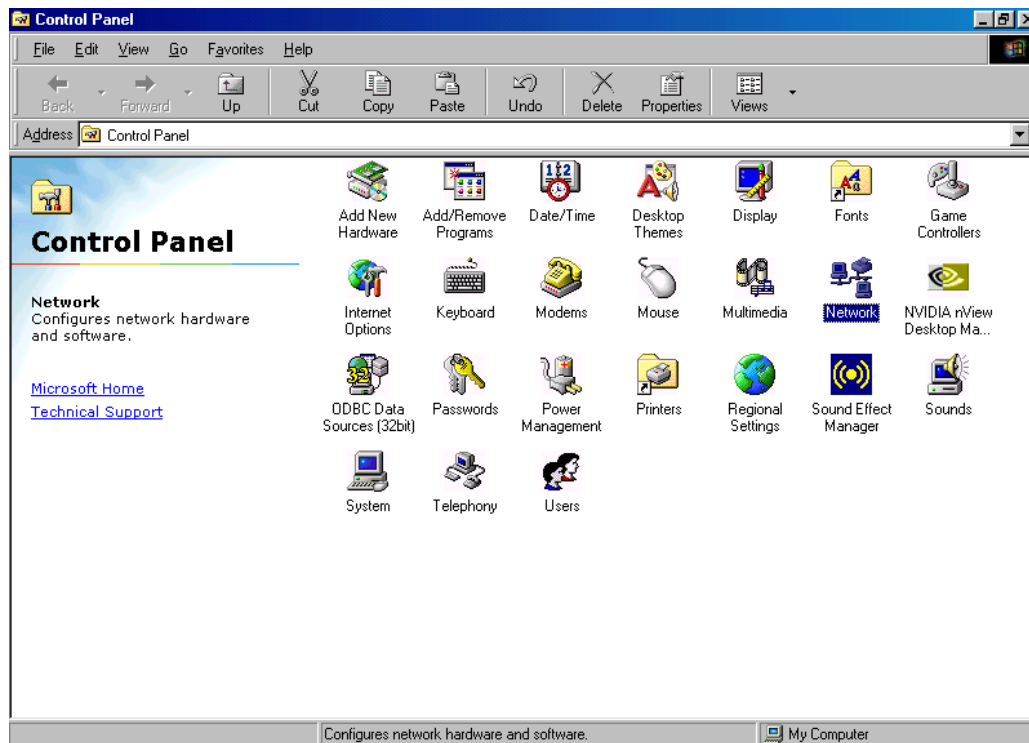 Control Panel
File Edit View Go Favorites Help
Back Forward Up Cut Copy Paste Undo Delete Properties Views
Address Control Panel
Control Panel
Network
Configures network hardware
and software.
Microsoft Home
Technical Support
Add New
Hardware
Add/Remove
Programs
Date/Time
Desktop
Themes
Display
Fonts
Game
Controllers
Internet
Options
Keyboard
Modems
Mouse
Multimedia
Network
NVIDIA nView
Desktop Ma...
ODBC Data
Sources (32bit)
Passwords
Power
Management
Printers
Regional
Settings
Sound Effect
Manager
Sounds
System
Telephony
Users
Configures network hardware and software.
My Computer